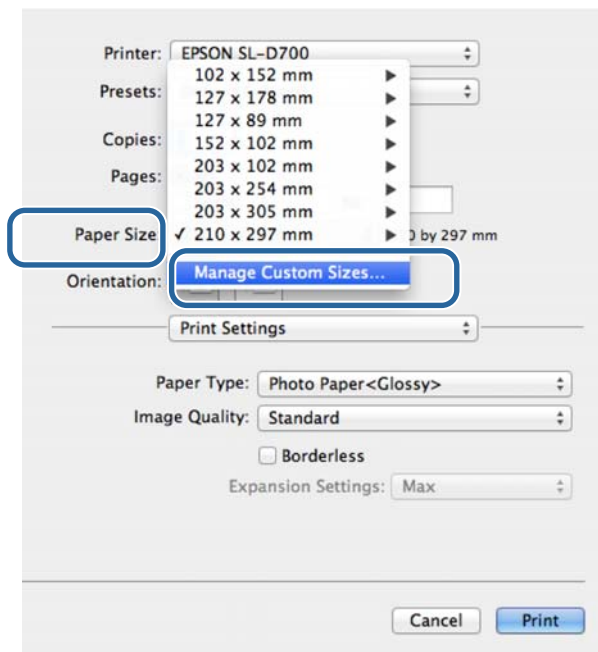 Printer: EPSON SL-D700
Presets:
102 x 152 mm
127 x 178 mm
127 x 89 mm
Copies:
152 x 102 mm
Pages:
203 x 102 mm
203 x 254 mm
203 x 305 mm
Paper Size ✓ 210 x 297 mm by 297 mm
Orientation: Manage Custom Sizes...
Print Settings
Paper Type: Photo Paper<Glossy>
Image Quality: Standard
Borderless
Expansion Settings: Max
Cancel Print